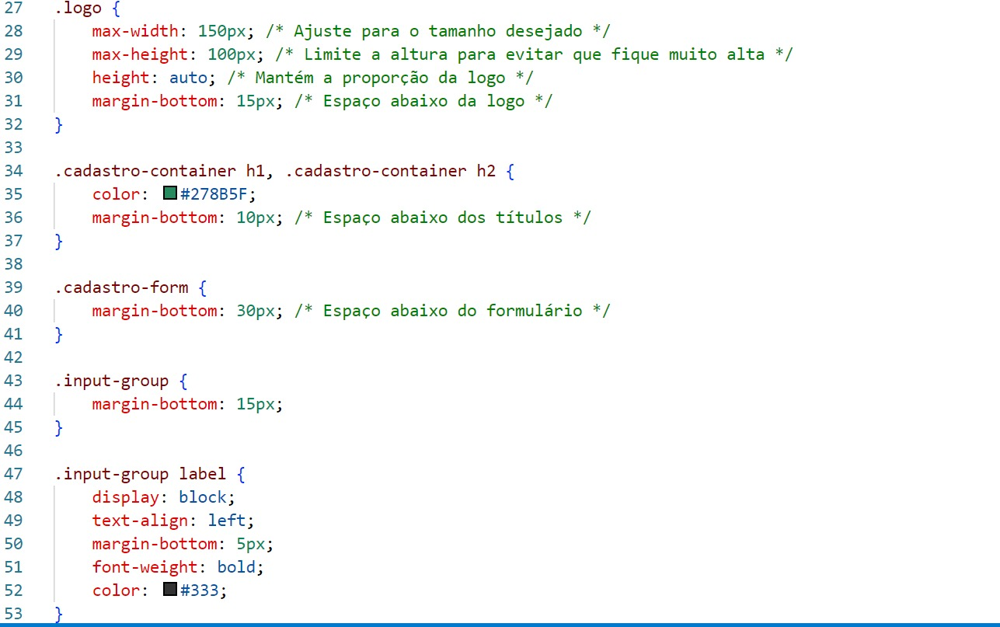 27 .logo {
28 max-width: 150px; /* Ajuste para o tamanho desejado */
29 max-height: 100px; /* Limite a altura para evitar que fique muito alta */
30 height: auto; /* Mantém a proporção da logo */
31 margin-bottom: 15px; /* Espaço abaixo da logo */
32 }
33
34 .cadastro-container h1, .cadastro-container h2 {
35 color: #278B5F;
36 margin-bottom: 10px; /* Espaço abaixo dos títulos */
37 }
38
39 .cadastro-form {
40 margin-bottom: 30px; /* Espaço abaixo do formulário */
41 }
42
43 .input-group {
44 margin-bottom: 15px;
45 }
46
47 .input-group label {
48 display: block;
49 text-align: left;
50 margin-bottom: 5px;
51 font-weight: bold;
52 color: #333;
53 }